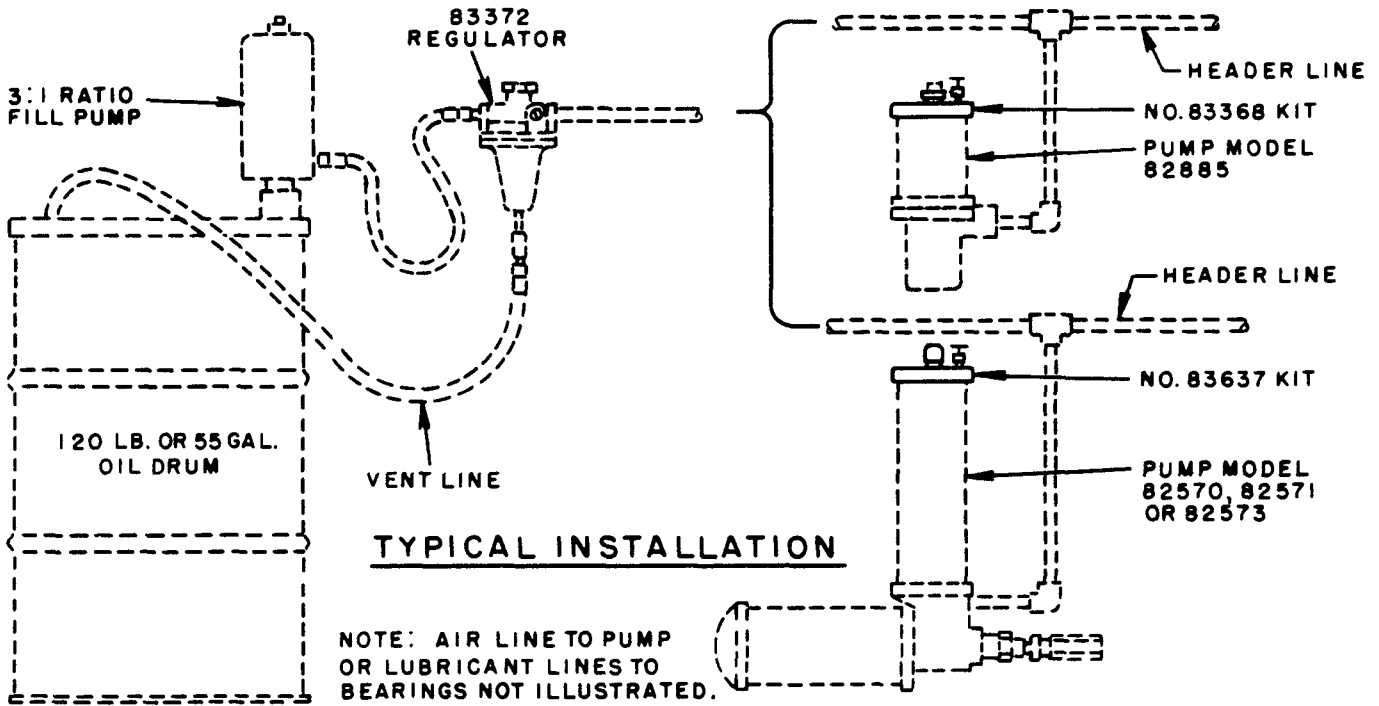 83372
REGULATOR
3:1 RATIO
FILL PUMP
HEADER LINE
NO. 83368 KIT
PUMP MODEL
82885
HEADER LINE
NO. 83637 KIT
120 LB. OR 55 GAL.
OIL DRUM
VENT LINE
PUMP MODEL
82570, 82571
OR 82573
TYPICAL INSTALLATION
NOTE: AIR LINE TO PUMP
OR LUBRICANT LINES TO
BEARINGS NOT ILLUSTRATED.